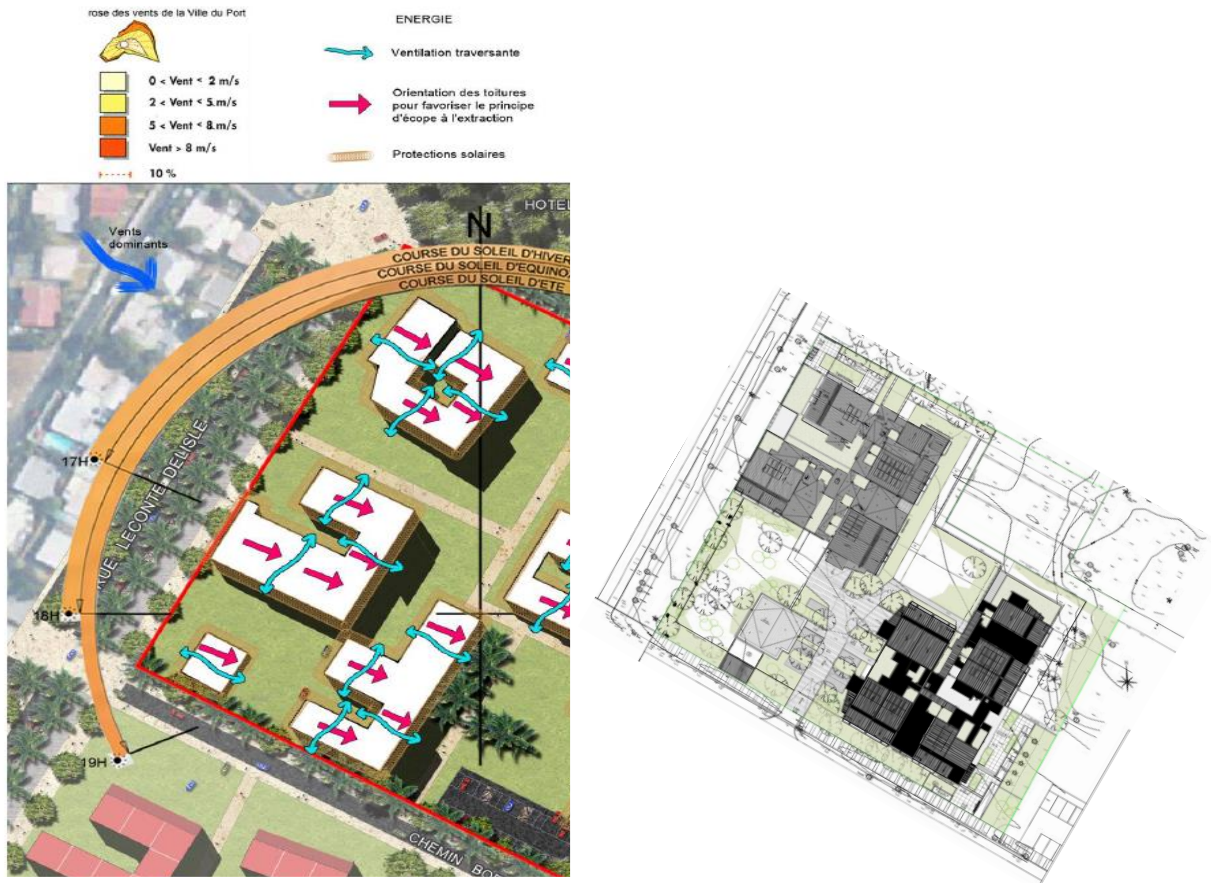 rose des vents de la Ville du Port
0 < Vent < 2 m/s
2 < Vent < 5 m/s
5 < Vent < 8 m/s
Vent > 8 m/s
10 %
ENERGIE
Ventilation traversante
Orientation des toitures
pour favoriser le principe
d'écope à l'extraction
Protections solaires
HOTEL
Vents
dominants
N
COURSE DU SOLEIL D'HIVER
COURSE DU SOLEIL D'EQUINO
COURSE DU SOLEIL D'ETE
17H
RUE LECONTE DELISLE
18H
19H
CHEMIN